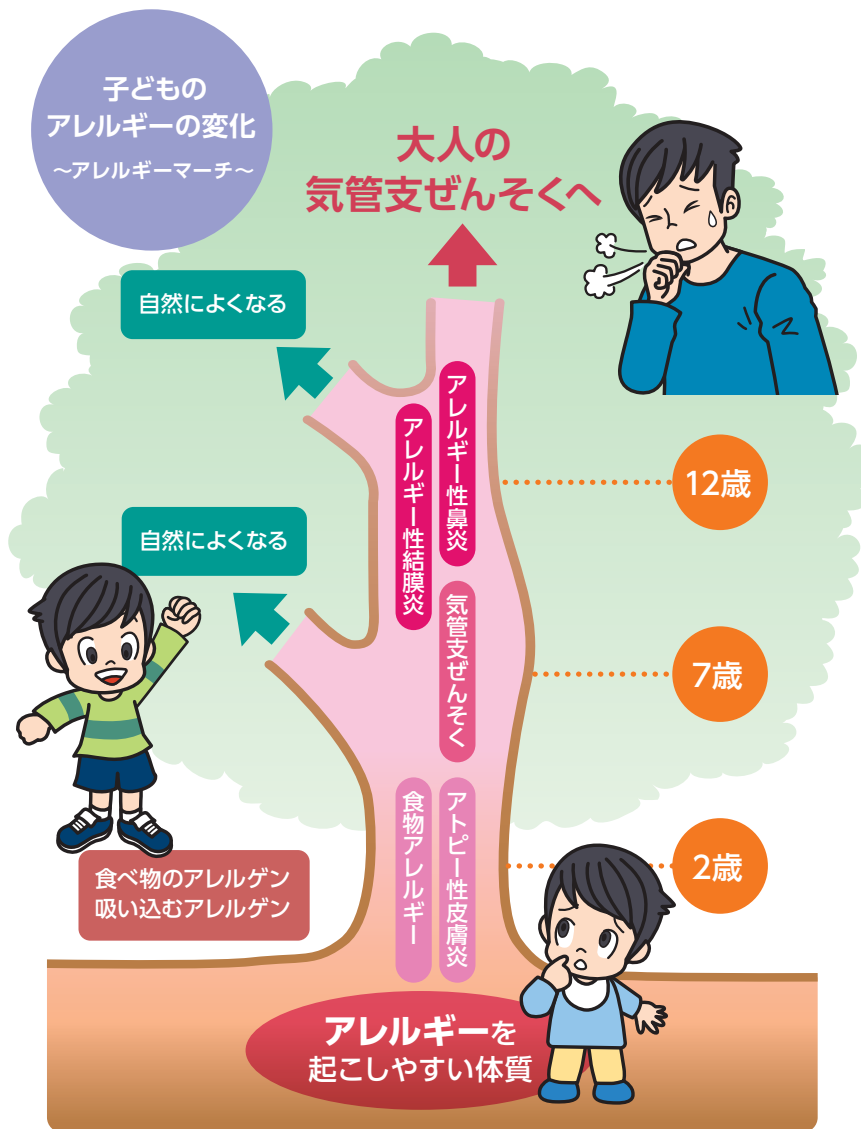 子どもの
アレルギーの変化
～アレルギーマーチ～
大人の
気管支ぜんそくへ
自然によくなる
アレルギー性鼻炎
アレルギー性結膜炎
12歳
自然によくなる
気管支ぜんそく
7歳
アトピー性皮膚炎
食物アレルギー
2歳
食べ物のアレルゲン
吸い込むアレルゲン
アレルギーを
起こしやすい体質